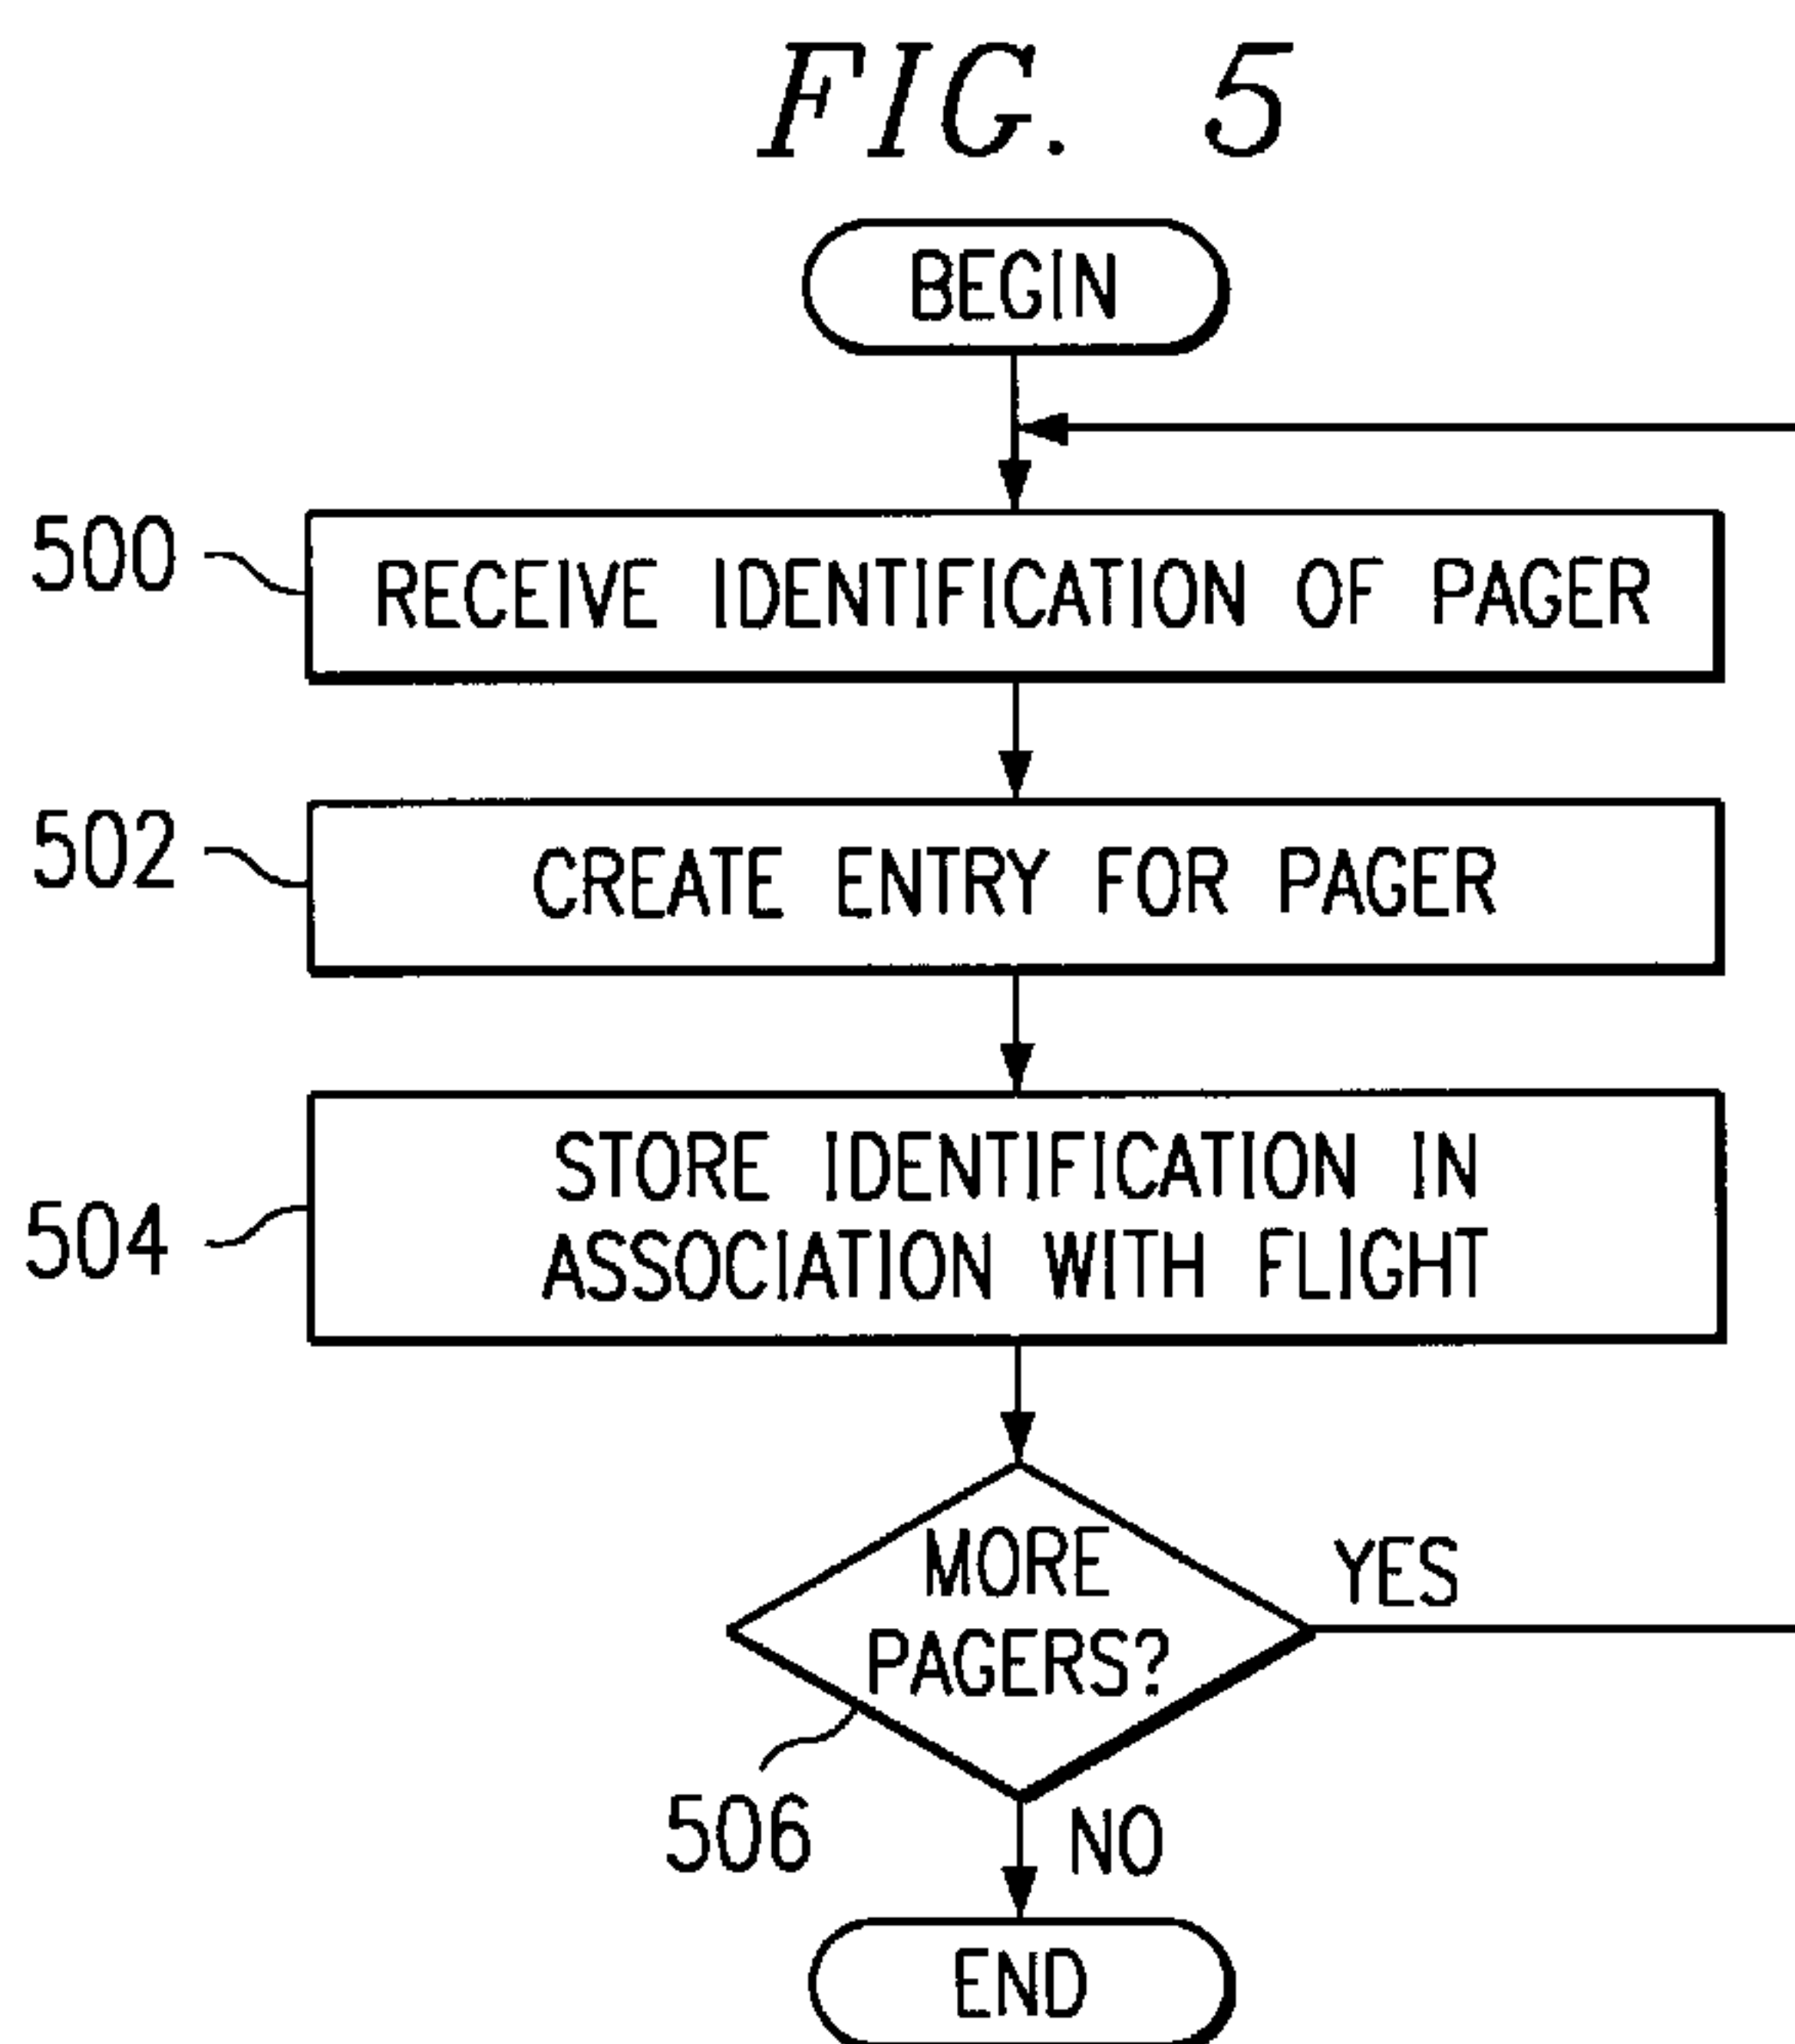 FIG. 5
BEGIN
500
RECEIVE IDENTIFICATION OF PAGER
502
CREATE ENTRY FOR PAGER
504
STORE IDENTIFICATION IN
ASSOCIATION WITH FLIGHT
MORE
PAGERS?
YES
506
NO
END